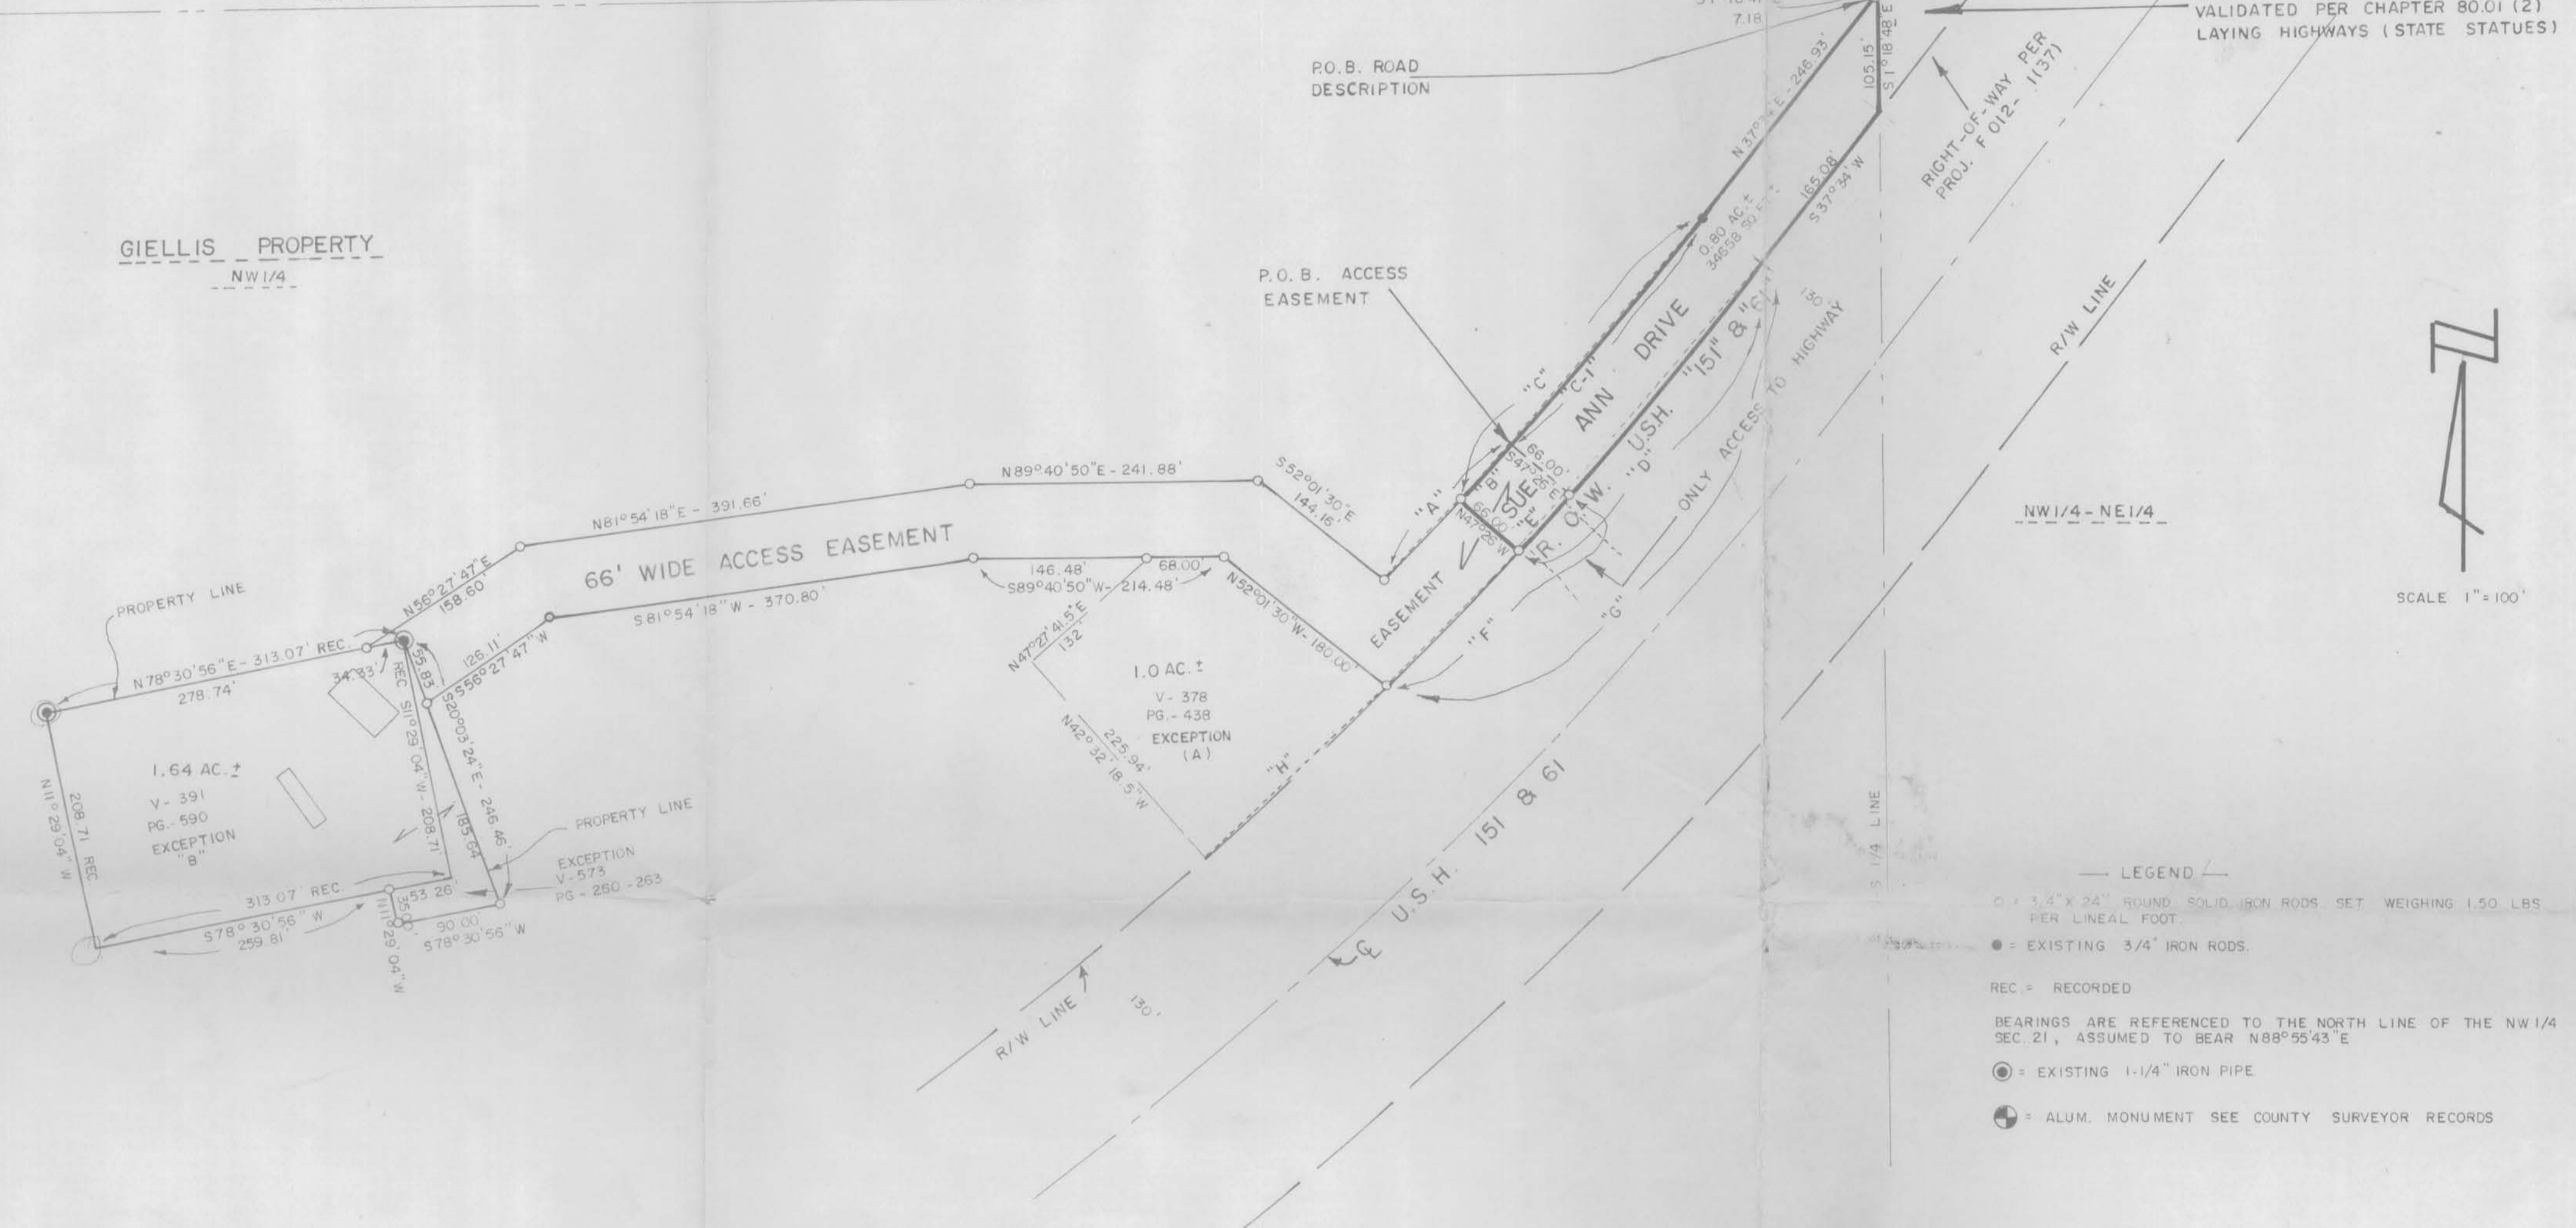 7.18
VALIDATED PER CHAPTER 80.01 (2)
LAYING HIGHWAYS (STATE STATUES)
P.O.B. ROAD
DESCRIPTION
105.15'
S1°18'48"E
RIGHT-OF-WAY PER
PROJ. F 012- 1(37)
165.08'
S37°34'W
0.80 AC.±
GIELLIS PROPERTY
NW1/4
P.O.B. ACCESS
EASEMENT
"C"
"C-1"
SUE ANN DRIVE
U.S.H. "151" & "61"
R.O.W.
130'
ONLY ACCESS TO HIGHWAY
R/W LINE
"A"
"B"
66.00'
66.00'
N47°26'W
"E"
"D"
"F"
"G"
EASEMENT
NW1/4-NE1/4
SCALE 1"=100'
N89°40'50"E-241.88'
S52°01'30"E
144.16'
N81°54'18"E- 391.66'
66' WIDE ACCESS EASEMENT
146.48'
68.00'
S89°40'50"W- 214.48'
S81°54'18"W - 370.80'
N52°01'30"W-180.00'
N56°27'47"E
158.60'
126.11'
S56°27'47"W
PROPERTY LINE
N78°30'56"E-313.07' REC.
278.74'
34.33'
55.83'
REC S11°29'04"W-208.71'
S20°03'24"E - 246.46'
185.64'
N47°27'41.5"E
132'
1.0 AC.±
V- 378
PG.- 438
EXCEPTION
(A)
225.94'
N42°32'18.5"W
"H"
1.64 AC.±
V- 391
PG.-590
EXCEPTION
"B"
208.71 REC.
N11°29'04"W
PROPERTY LINE
EXCEPTION
V-573
PG - 260 -263
313.07' REC.
53.26'
S78°30'56"W
259.81'
35.00'
N11°29'04"W
90.00'
S78°30'56"W
U.S.H. 151 & 61
R/W LINE
130'
1/4 LINE
LEGEND
O = 3/4"X 24" ROUND SOLID IRON RODS SET WEIGHING 1.50 LBS.
PER LINEAL FOOT.
● = EXISTING 3/4" IRON RODS.
REC.= RECORDED
BEARINGS ARE REFERENCED TO THE NORTH LINE OF THE NW1/4
SEC. 21, ASSUMED TO BEAR N88°55'43"E
= EXISTING 1-1/4" IRON PIPE
= ALUM. MONUMENT SEE COUNTY SURVEYOR RECORDS